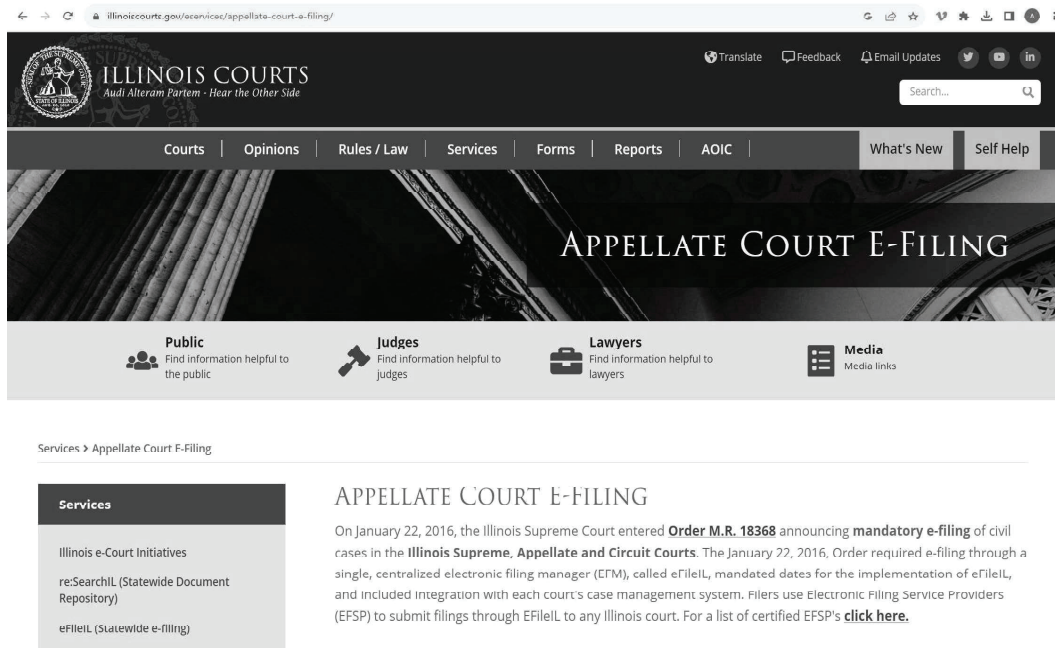 illinoiscourts.gov/eservices/appellate-court-e-filing/
ILLINOIS COURTS
Audi Alteram Partem - Hear the Other Side
Translate Feedback Email Updates
Search...
Courts Opinions Rules / Law Services Forms Reports AOIC What's New Self Help
APPELLATE COURT E-FILING
Public
Find information helpful to
the public
Judges
Find information helpful to
judges
Lawyers
Find information helpful to
lawyers
Media
Media links
Services > Appellate Court E-Filing
Services
Illinois e-Court Initiatives
re:SearchIL (Statewide Document
Repository)
eFileIL (Statewide e-filing)
APPELLATE COURT E-FILING
On January 22, 2016, the Illinois Supreme Court entered Order M.R. 18368 announcing mandatory e-filing of civil
cases in the Illinois Supreme, Appellate and Circuit Courts. The January 22, 2016, Order required e-filing through a
single, centralized electronic filing manager (EFM), called eFileIL, mandated dates for the implementation of eFileIL,
and included integration with each court's case management system. Filers use Electronic Filing Service Providers
(EFSP) to submit filings through EFileIL to any Illinois court. For a list of certified EFSP's click here.